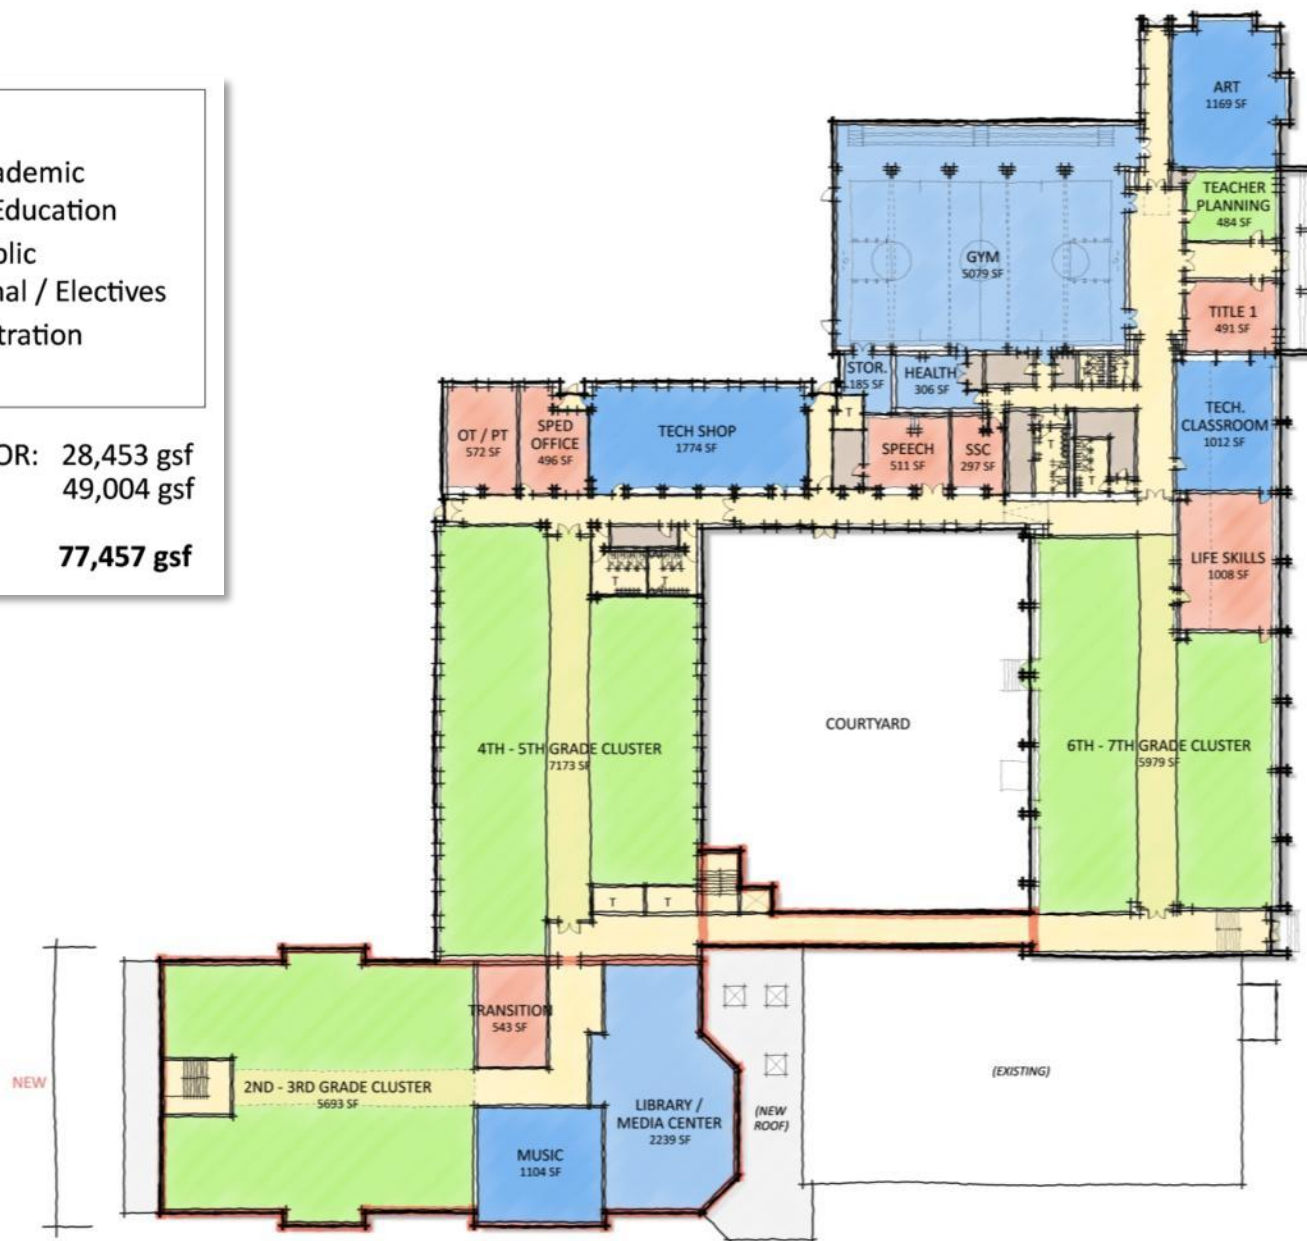 ademic
Education
blic
nal / Electives
tration
OR: 28,453 gsf
49,004 gsf
77,457 gsf
ART
1169 SF
TEACHER
PLANNING
484 SF
GYM
5079 SF
TITLE 1
491 SF
STOR.
185 SF
HEALTH
306 SF
TECH.
CLASSROOM
1012 SF
OT / PT
572 SF
SPED
OFFICE
496 SF
TECH SHOP
1774 SF
T
SPEECH
511 SF
SSC
297 SF
T
T
LIFE SKILLS
1008 SF
T
T
COURTYARD
4TH - 5TH GRADE CLUSTER
7173 SF
6TH - 7TH GRADE CLUSTER
5979 SF
T
T
TRANSITION
543 SF
NEW
2ND - 3RD GRADE CLUSTER
5693 SF
LIBRARY /
MEDIA CENTER
2239 SF
(NEW
ROOF)
(EXISTING)
MUSIC
1104 SF